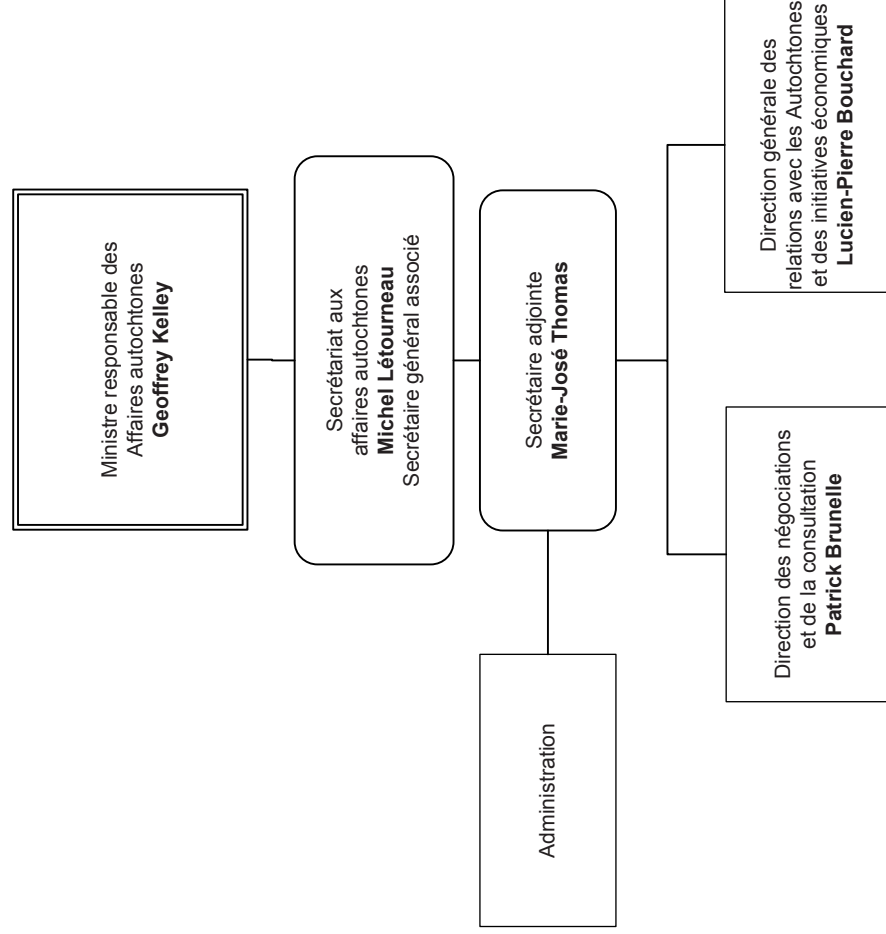 Ministre responsable des
Affaires autochtones
Geoffrey Kelley
Secrétariat aux
affaires autochtones
Michel Létourneau
Secrétaire général associé
Secrétaire adjointe
Marie-José Thomas
Administration
Direction des négociations
et de la consultation
Patrick Brunelle
Direction générale des
relations avec les Autochtones
et des initiatives économiques
Lucien-Pierre Bouchard